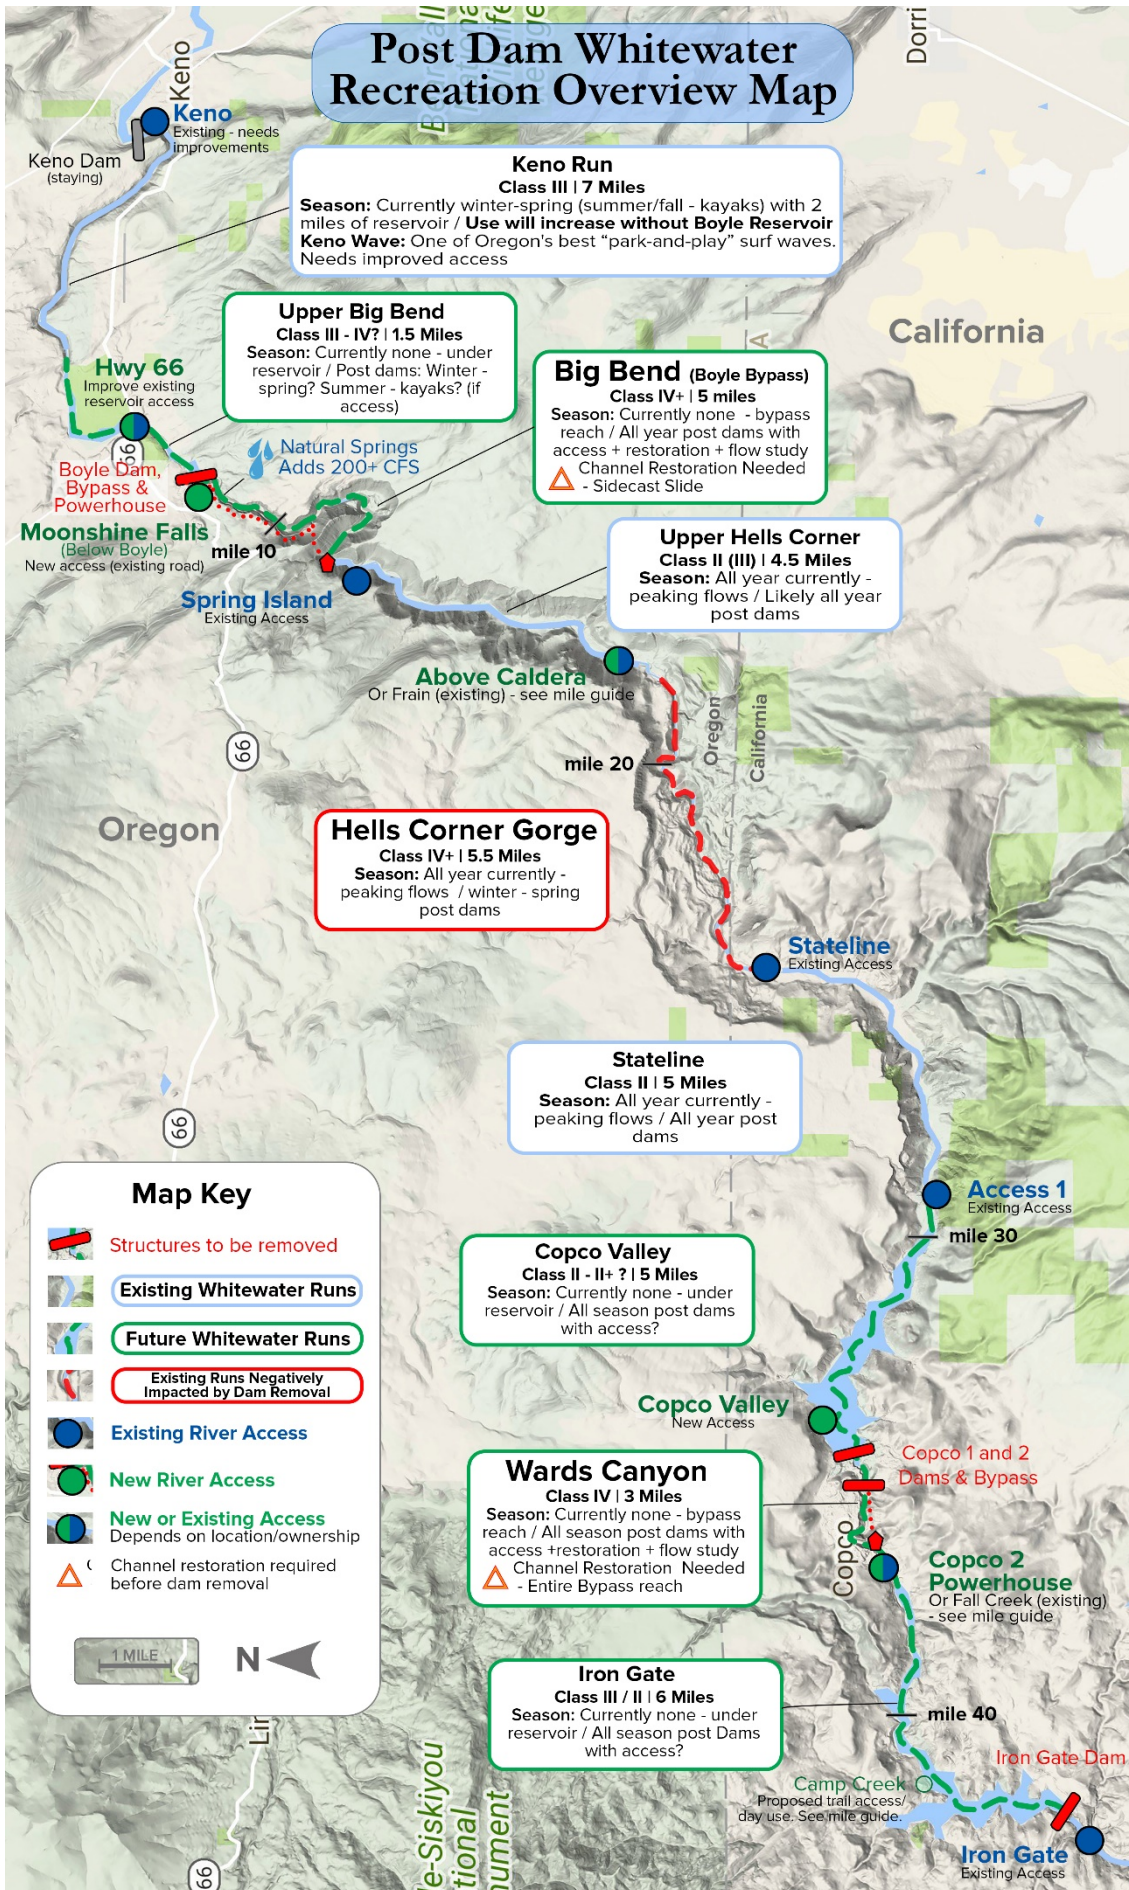 Post Dam Whitewater
Recreation Overview Map
Dorri
Keno
Keno
Existing - needs
improvements
Keno Dam
(staying)
Keno Run
Class III | 7 Miles
Season: Currently winter-spring (summer/fall - kayaks) with 2
miles of reservoir / Use will increase without Boyle Reservoir
Keno Wave: One of Oregon's best “park-and-play” surf waves.
Needs improved access
Upper Big Bend
Class III - IV? | 1.5 Miles
Season: Currently none - under
reservoir / Post dams: Winter -
spring? Summer - kayaks? (if
access)
California
Hwy 66
Improve existing
reservoir access
66
Big Bend (Boyle Bypass)
Class IV+ | 5 miles
Season: Currently none - bypass
reach / All year post dams with
access + restoration + flow study
Channel Restoration Needed
- Sidecast Slide
Natural Springs
Adds 200+ CFS
Boyle Dam,
Bypass &
Powerhouse
Moonshine Falls
(Below Boyle)
New access (existing road)
mile 10
Upper Hells Corner
Class II (III) | 4.5 Miles
Season: All year currently -
peaking flows / Likely all year
post dams
Spring Island
Existing Access
Above Caldera
Or Frain (existing) - see mile guide
Oregon
California
66
mile 20
Oregon
Hells Corner Gorge
Class IV+ | 5.5 Miles
Season: All year currently -
peaking flows / winter - spring
post dams
Stateline
Existing Access
Stateline
Class II | 5 Miles
Season: All year currently -
peaking flows / All year post
dams
66
Access 1
Existing Access
mile 30
Copco Valley
Class II - II+ ? | 5 Miles
Season: Currently none - under
reservoir / All season post dams
with access?
Copco Valley
New Access
Copco 1 and 2
Dams & Bypass
Wards Canyon
Class IV | 3 Miles
Season: Currently none - bypass
reach / All season post dams with
access +restoration + flow study
Channel Restoration Needed
- Entire Bypass reach
Copco
Copco 2
Powerhouse
Or Fall Creek (existing)
- see mile guide
Iron Gate
Class III / II | 6 Miles
Season: Currently none - under
reservoir / All season post Dams
with access?
mile 40
Iron Gate Dam
Camp Creek
Proposed trail access/
day use. See mile guide.
Iron Gate
Existing Access
Map Key
Structures to be removed
Existing Whitewater Runs
Future Whitewater Runs
Existing Runs Negatively
Impacted by Dam Removal
Existing River Access
New River Access
New or Existing Access
Depends on location/ownership
Channel restoration required
before dam removal
1 MILE
N
66
e-Siskiyou
tional
nument